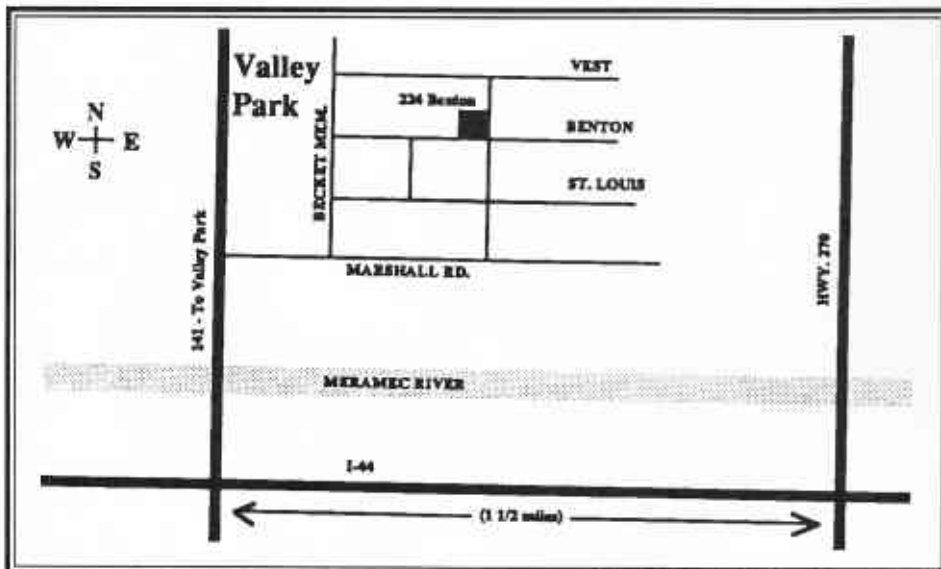 Valley
Park
VEST
224 Benton
BENTON
N
W E
S
BECKET MEM.
ST. LOUIS
141 - To Valley Park
MARSHALL RD.
HWY. 270
MERAMEC RIVER
I-44
(1 1/2 miles)